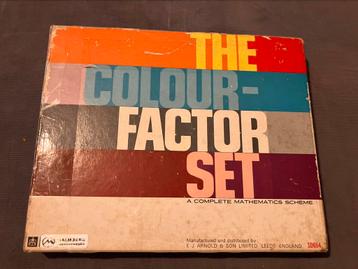 THE
COLOUR-
FACTOR
SET
A COMPLETE MATHEMATICS SCHEME
Manufactured and distributed by
E. J. ARNOLD & SON LIMITED LEEDS ENGLAND